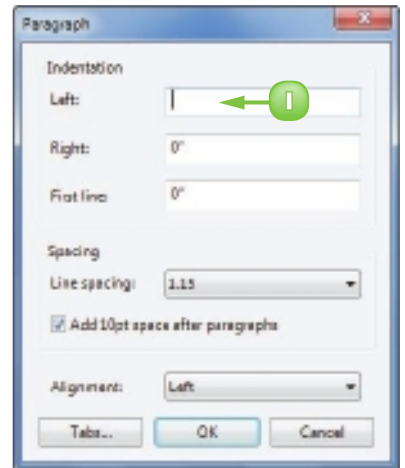 Paragraph
Indentation
Left:
1
Right: 0"
First line: 0"
Spacing
Line spacing: 1.15
Add 10pt space after paragraphs
Alignment: Left
Tabs... OK Cancel